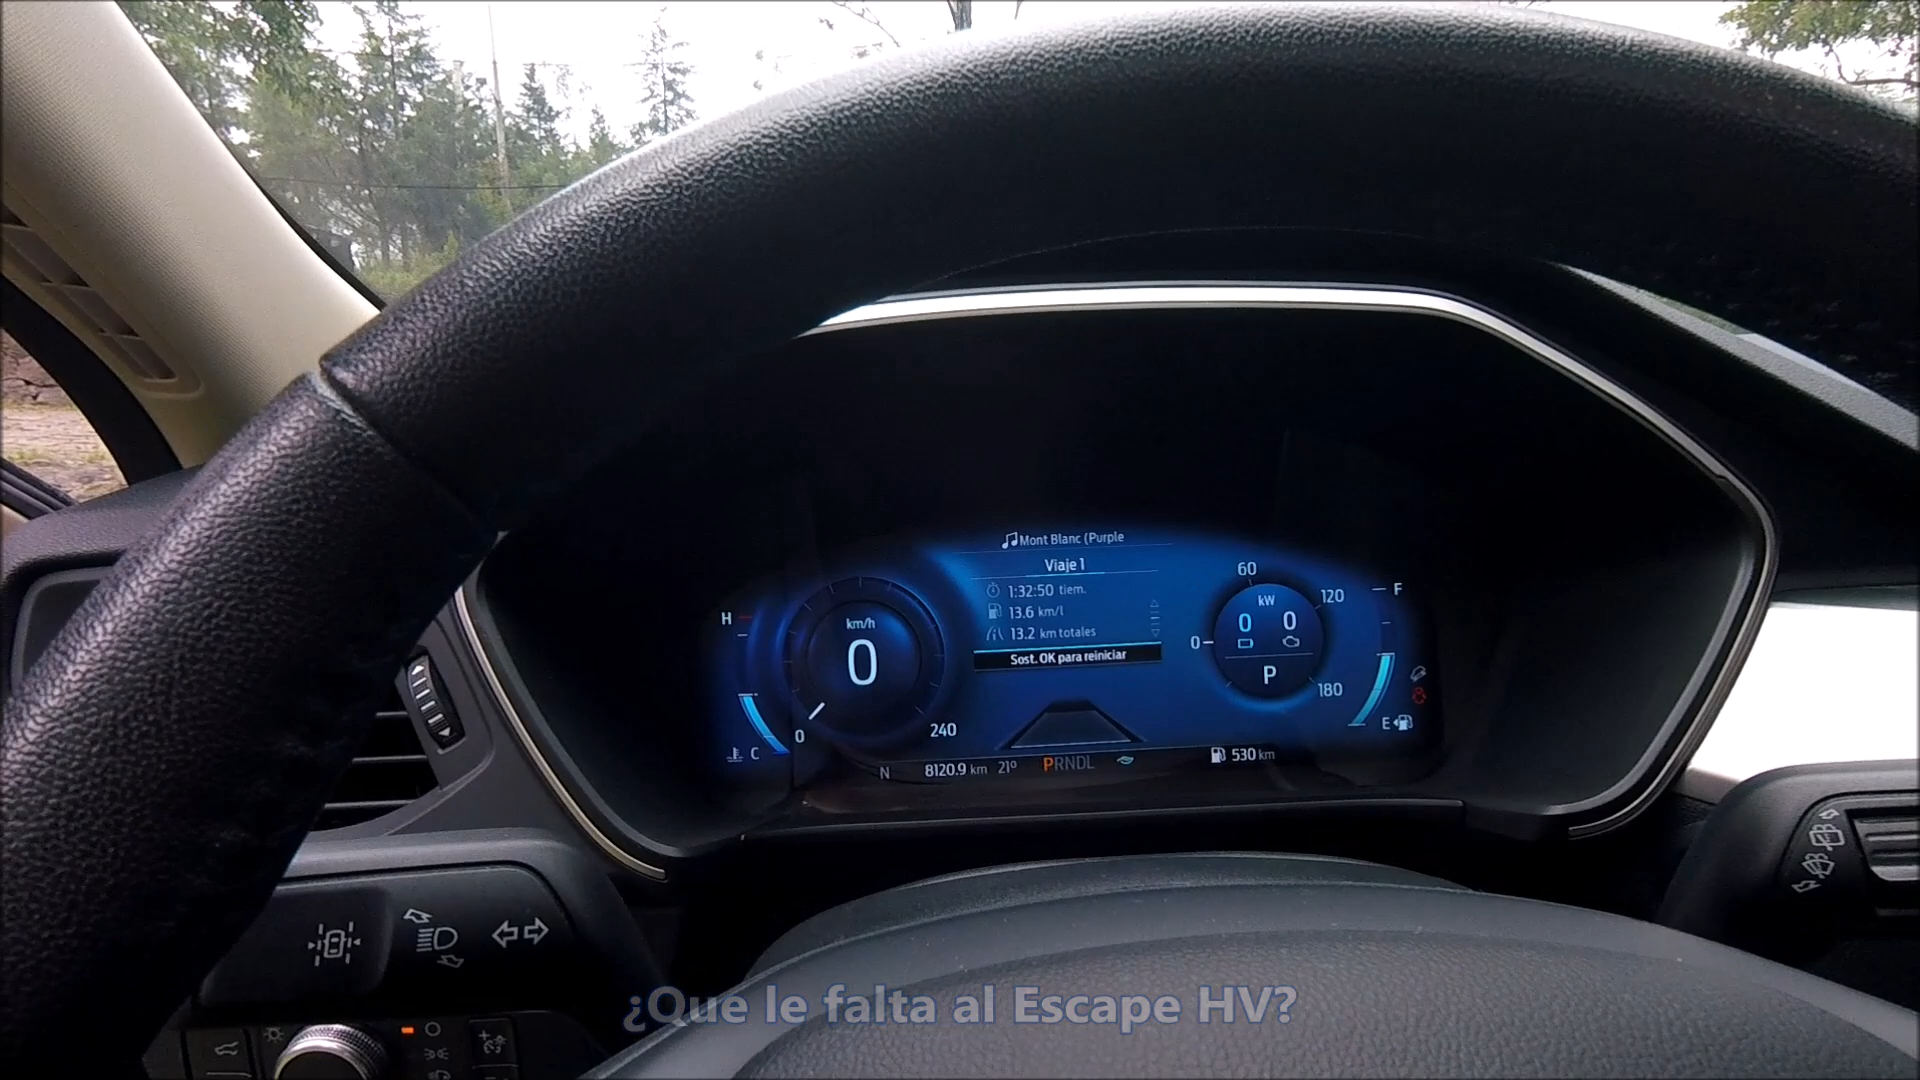 Mont Blanc (Purple
Viaje 1
1:32:50 tiem.
13.6 km/l
13.2 km totales
Sost. OK para reiniciar
H
C
km/h
0
0
240
60
120
180
0
kW
0 0
P
F
E
N
8120.9 km
21°
PRNDL
530 km
¿Que le falta al Escape HV?